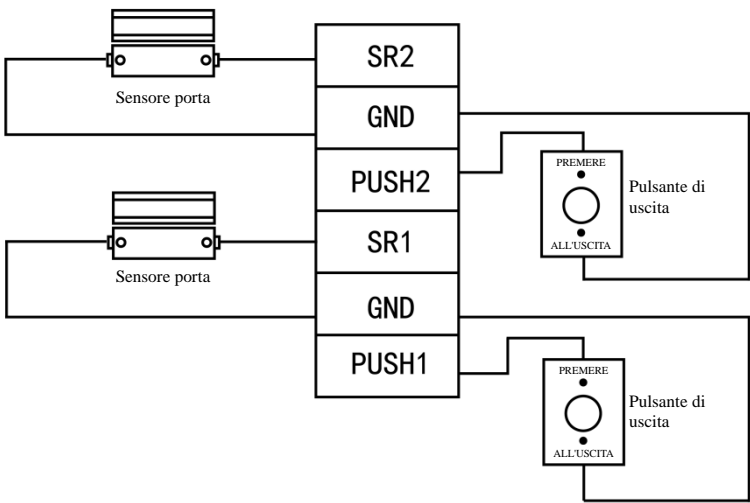 SR2
Sensore porta
GND
PUSH2
PREMERE
ALL'USCITA
Pulsante di
uscita
SR1
Sensore porta
GND
PUSH1
PREMERE
ALL'USCITA
Pulsante di
uscita